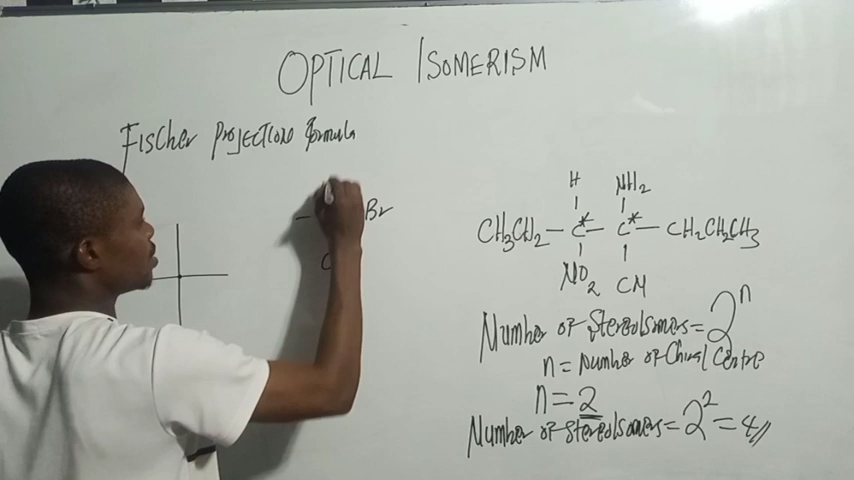 OPTICAL ISOMERISM
Fischer PROJECTION formula
Br
C
H NH2
CH3CH2 - C* - C* - CH2CH2CH3
NO2 CN
Number of Stereoisomers = 2^n
n = Number of Chiral Centre
n = 2
Number of Stereoisomers = 2^2 = 4//